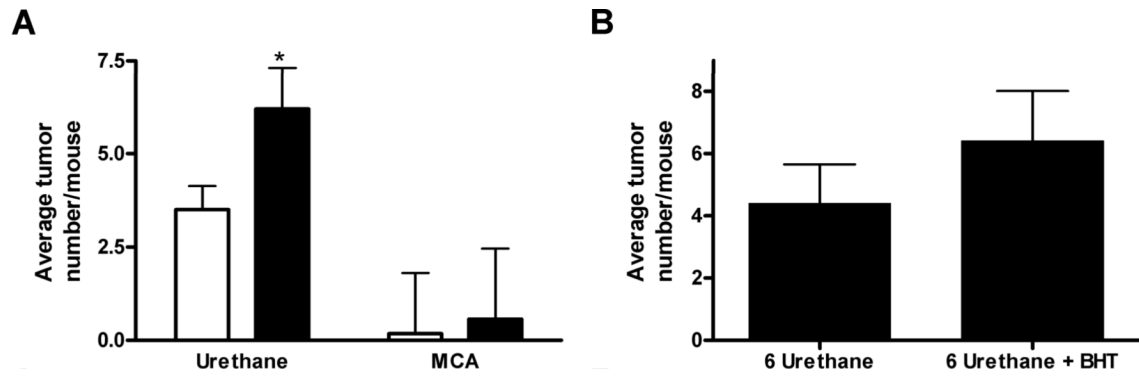 A
Average tumor
number/mouse
7.5
5.0
2.5
0.0
*
Urethane
MCA
B
Average tumor
number/mouse
8
6
4
2
0
6 Urethane
6 Urethane + BHT